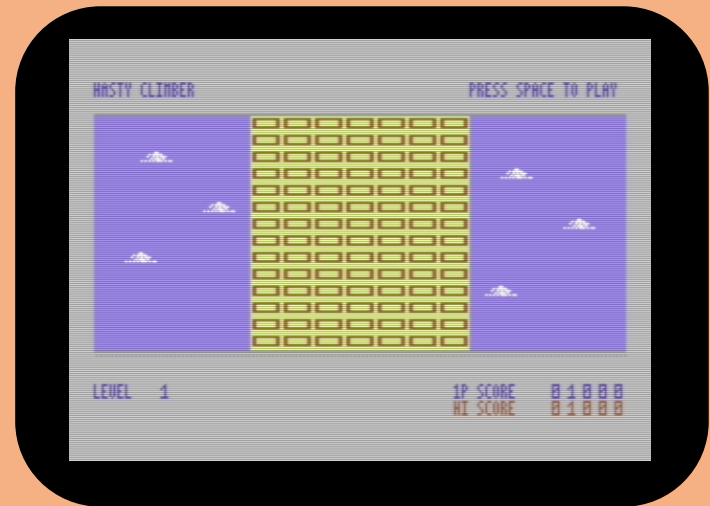 HASTY CLIMBER PRESS SPACE TO PLAY
LEVEL 1 1P SCORE 01000
HI SCORE 01000